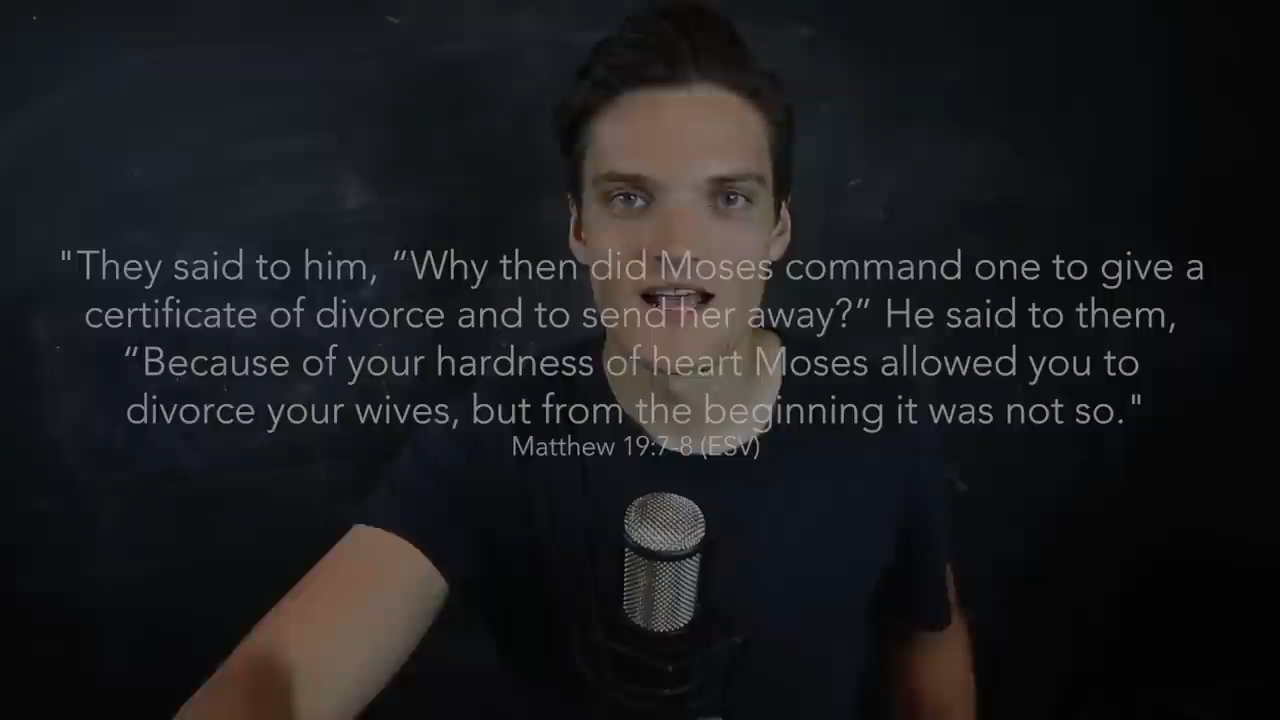 "They said to him, “Why then did Moses command one to give a
certificate of divorce and to send her away?” He said to them,
“Because of your hardness of heart Moses allowed you to
divorce your wives, but from the beginning it was not so."
Matthew 19:7-8 (ESV)